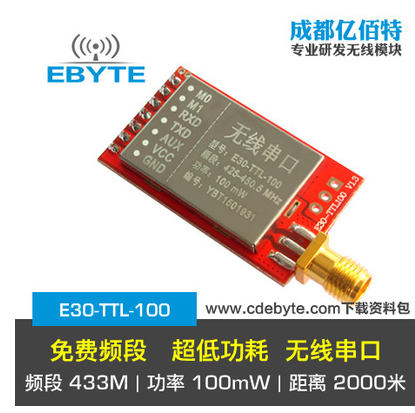 成都亿佰特
EBYTE
专业研发无线模块
M0
M1
RXD
TXD
AUX
VCC
GND
无线串口
型号: E30-TTL-100
频段: 425-450.5 MHz
功率: 100 mW
编号: YBT1501931
E30-TTL100 V1.3
E30-TTL-100
www.cdebyte.com下载资料包
免费频段 超低功耗 无线串口
频段 433M | 功率 100mW | 距离 2000米